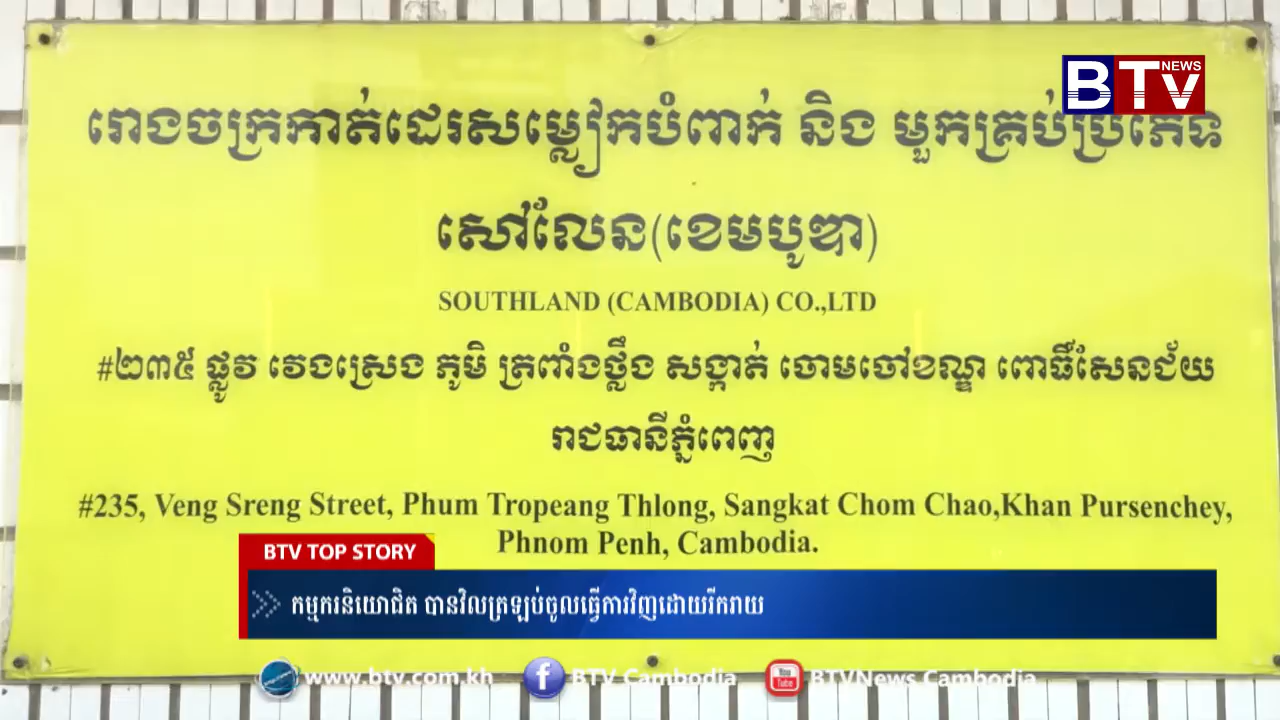 BTV NEWS
រោងចក្រកាត់ដេរសម្លៀកបំពាក់ និង មួកគ្រប់ប្រភេទ
សៅលែន(ខេមបូឌា)
SOUTHLAND (CAMBODIA) CO.,LTD
#២៣៥ ផ្លូវ វេងស្រេង ភូមិ ត្រពាំងថ្លឹង សង្កាត់ ចោមចៅខណ្ឌ ពោធិ៍សែនជ័យ
រាជធានីភ្នំពេញ
#235, Veng Sreng Street, Phum Tropeang Thlong, Sangkat Chom Chao,Khan Pursenchey,
Phnom Penh, Cambodia.
BTV TOP STORY
កម្មករនិយោជិត បានវិលត្រឡប់ចូលធ្វើការវិញដោយរីករាយ
www.btv.com.kh BTV Cambodia You Tube BTVNews Cambodia